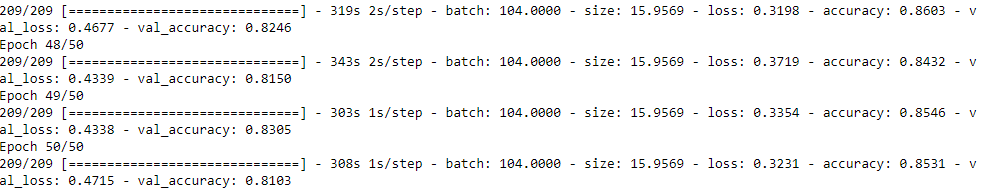 209/209 [==============================] - 319s 2s/step - batch: 104.0000 - size: 15.9569 - loss: 0.3198 - accuracy: 0.8603 - v
al_loss: 0.4677 - val_accuracy: 0.8246
Epoch 48/50
209/209 [==============================] - 343s 2s/step - batch: 104.0000 - size: 15.9569 - loss: 0.3719 - accuracy: 0.8432 - v
al_loss: 0.4339 - val_accuracy: 0.8150
Epoch 49/50
209/209 [==============================] - 303s 1s/step - batch: 104.0000 - size: 15.9569 - loss: 0.3354 - accuracy: 0.8546 - v
al_loss: 0.4338 - val_accuracy: 0.8305
Epoch 50/50
209/209 [==============================] - 308s 1s/step - batch: 104.0000 - size: 15.9569 - loss: 0.3231 - accuracy: 0.8531 - v
al_loss: 0.4715 - val_accuracy: 0.8103